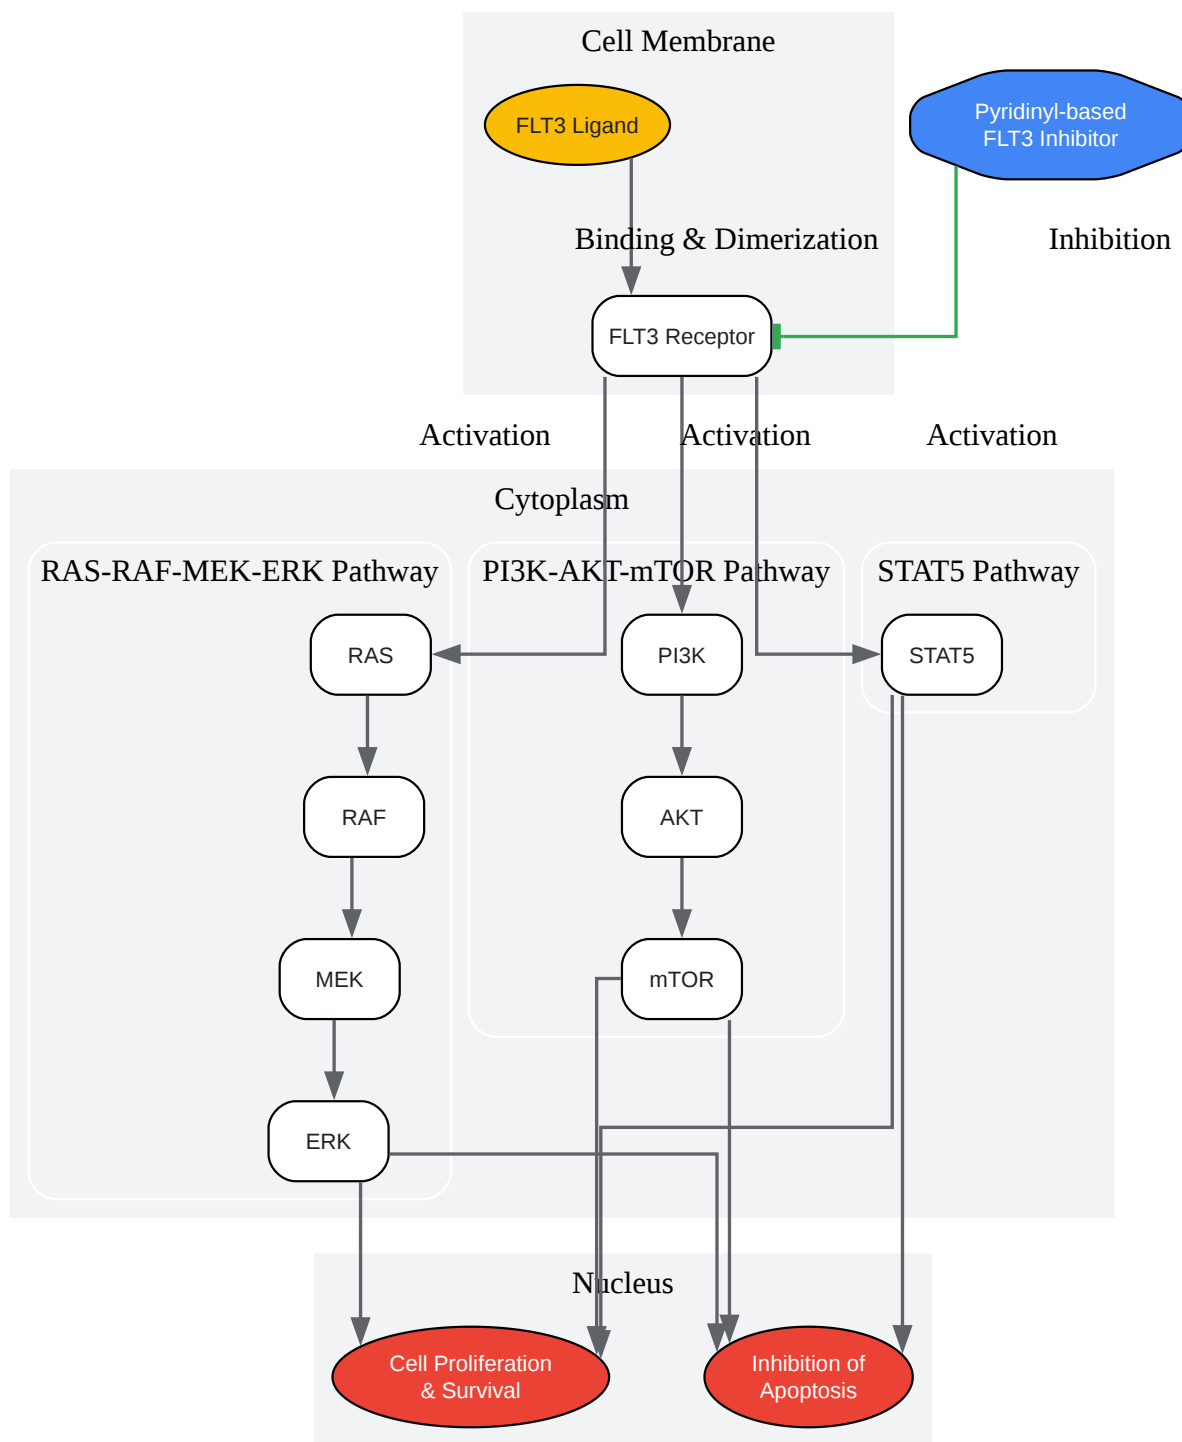 Cell Membrane
FLT3 Ligand
Pyridinyl-based
FLT3 Inhibitor
Binding & Dimerization
Inhibition
FLT3 Receptor
Activation
Activation
Activation
Cytoplasm
RAS-RAF-MEK-ERK Pathway
PI3K-AKT-mTOR Pathway
STAT5 Pathway
RAS
PI3K
STAT5
RAF
AKT
MEK
mTOR
ERK
Nucleus
Cell Proliferation
& Survival
Inhibition of
Apoptosis